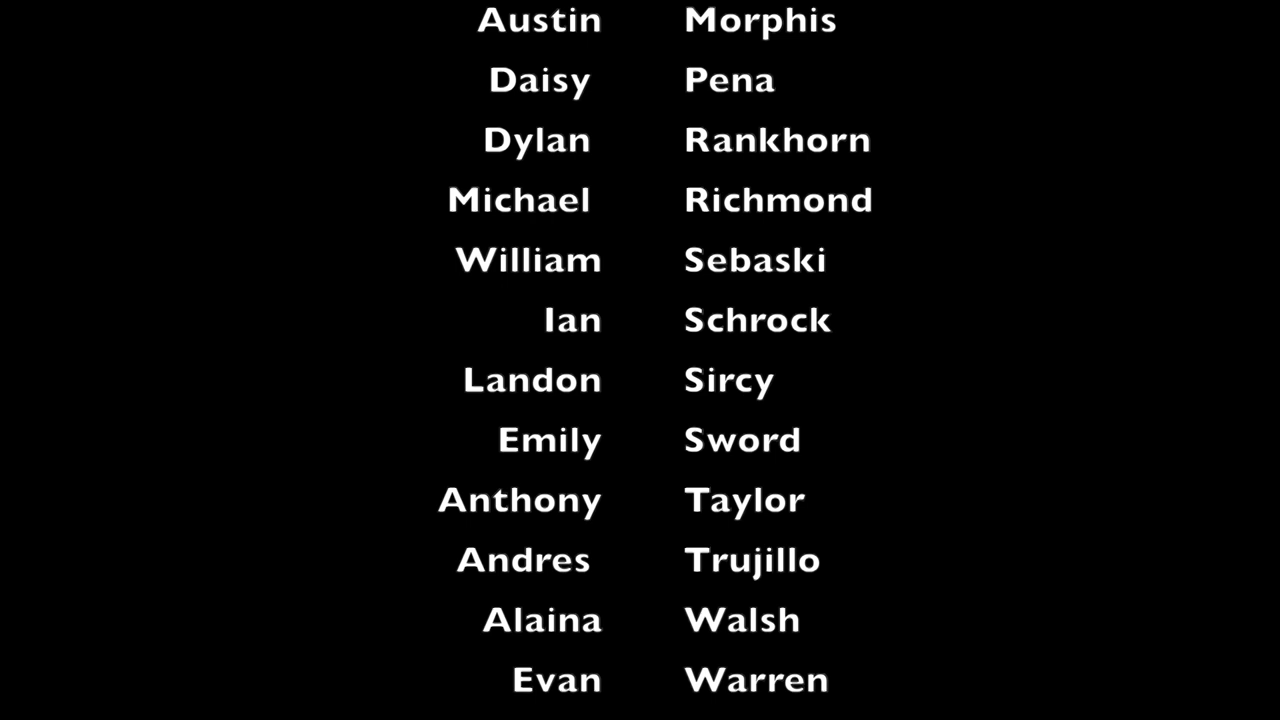 Austin Morphis
Daisy Pena
Dylan Rankhorn
Michael Richmond
William Sebaski
Ian Schrock
Landon Sircy
Emily Sword
Anthony Taylor
Andres Trujillo
Alaina Walsh
Evan Warren